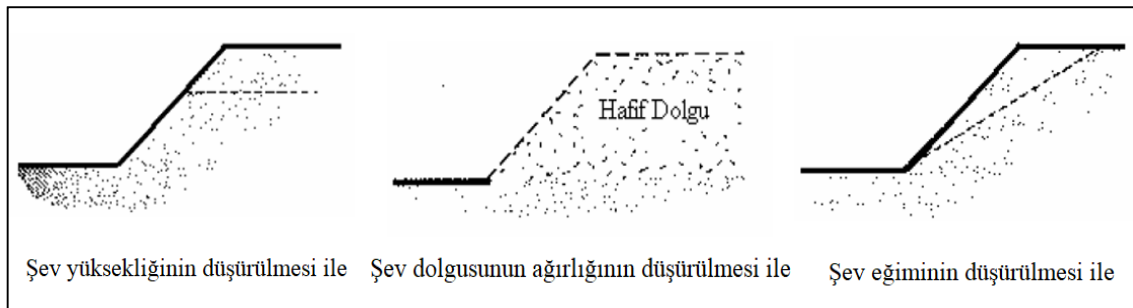 Hafif Dolgu
Şev yüksekliğinin düşürülmesi ile
Şev dolgusunun ağırlığının düşürülmesi ile
Şev eğiminin düşürülmesi ile